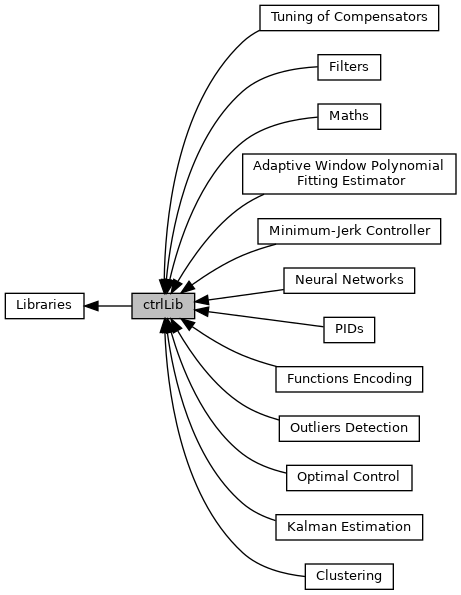 Tuning of Compensators
Filters
Maths
Adaptive Window Polynomial
Fitting Estimator
Minimum-Jerk Controller
Neural Networks
Libraries
ctrlLib
PIDs
Functions Encoding
Outliers Detection
Optimal Control
Kalman Estimation
Clustering